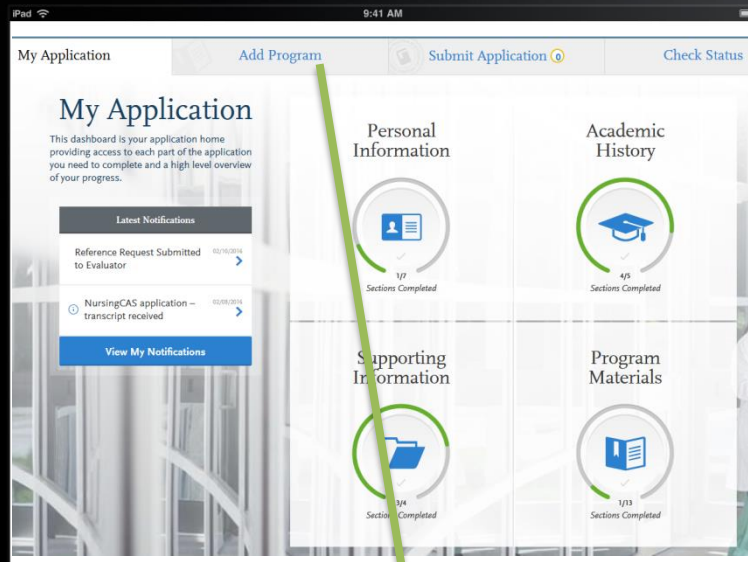 iPad
9:41 AM
My Application
Add Program
Submit Application 0
Check Status
My Application
This dashboard is your application home
providing access to each part of the application
you need to complete and a high level overview
of your progress.
Latest Notifications
Reference Request Submitted
to Evaluator
02/10/2016
NursingCAS application –
transcript received
02/09/2016
View My Notifications
Personal
Information
1/7
Sections Completed
Academic
History
4/5
Sections Completed
Supporting
Information
3/4
Sections Completed
Program
Materials
1/13
Sections Completed